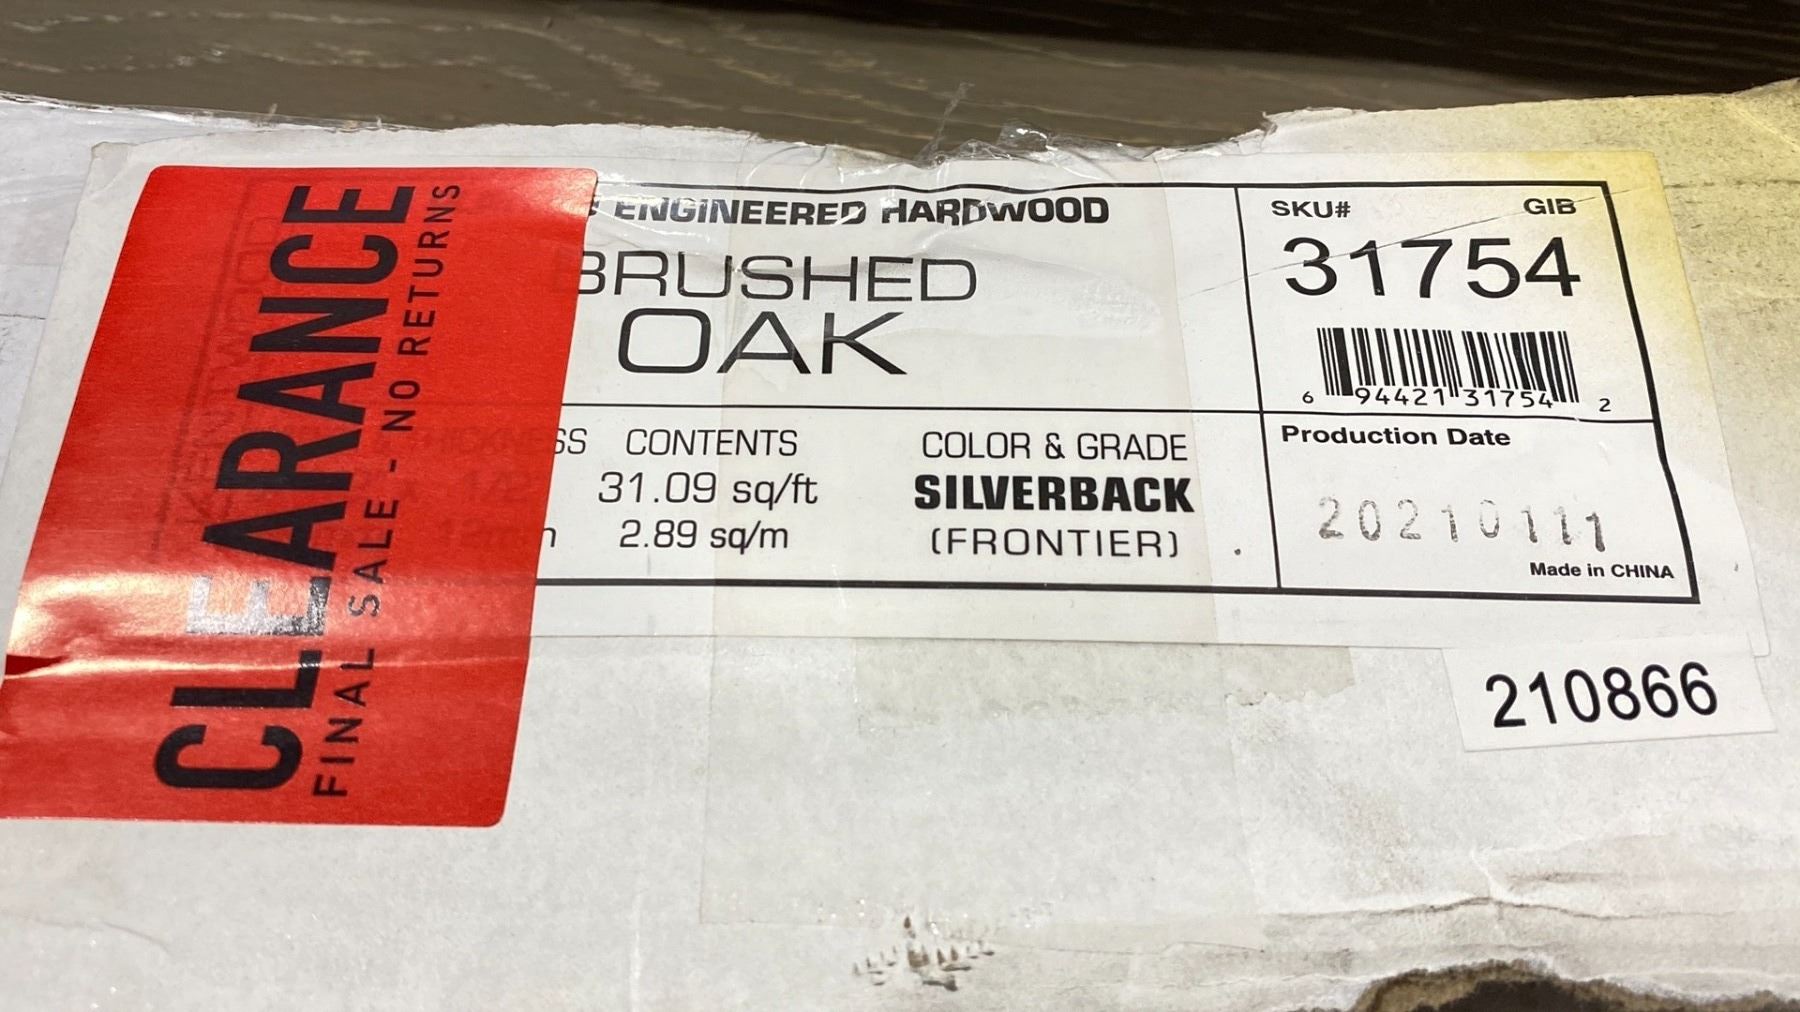 CLEARANCE
FINAL SALE - NO RETURNS
ENGINEERED HARDWOOD
BRUSHED
OAK
CONTENTS
31.09 sq/ft
2.89 sq/m
COLOR & GRADE
SILVERBACK
(FRONTIER)
SKU# GIB
31754
6 94421 31754 2
Production Date
20210111
Made in CHINA
210866